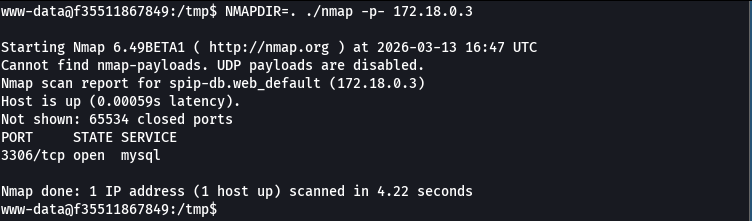 www-data@f35511867849:/tmp$ NMAPDIR=. ./nmap -p- 172.18.0.3
Starting Nmap 6.49BETA1 ( http://nmap.org ) at 2026-03-13 16:47 UTC
Cannot find nmap-payloads. UDP payloads are disabled.
Nmap scan report for spip-db.web_default (172.18.0.3)
Host is up (0.00059s latency).
Not shown: 65534 closed ports
PORT     STATE SERVICE
3306/tcp open  mysql
Nmap done: 1 IP address (1 host up) scanned in 4.22 seconds
www-data@f35511867849:/tmp$